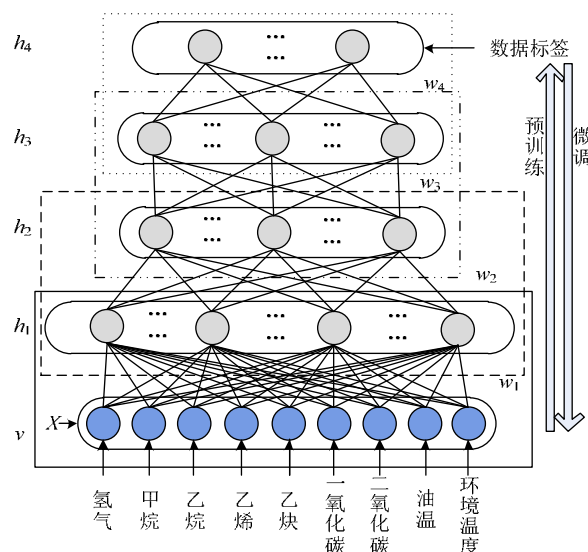 h4
数据标签
w4
h3
预训练
微调
w3
h2
w2
h1
w1
X
v
氢气
甲烷
乙烷
乙烯
乙炔
一氧化碳
二氧化碳
油温
环境温度